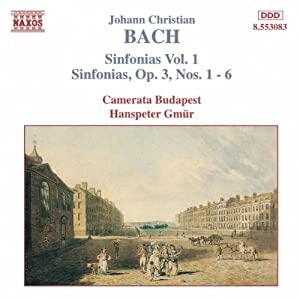 NAXOS
DDD
8.553083
Johann Christian
BACH
Sinfonias Vol. 1
Sinfonias, Op. 3, Nos. 1 - 6
Camerata Budapest
Hanspeter Gmür